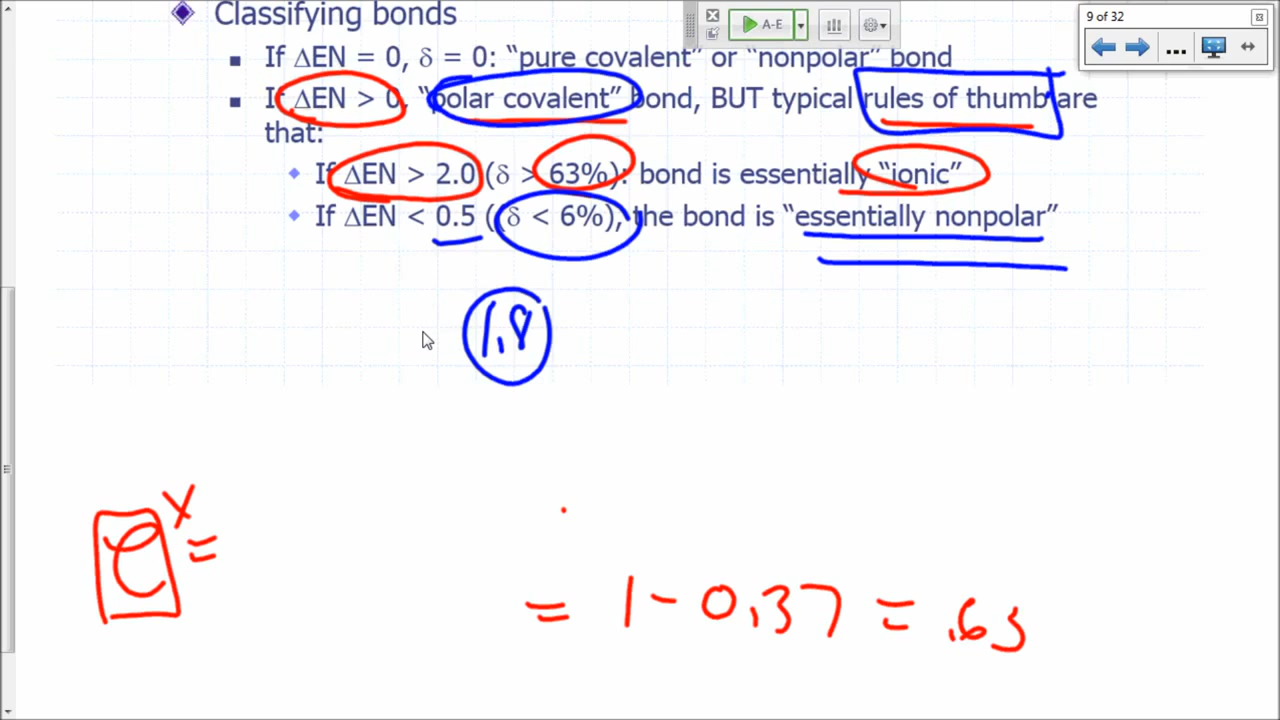 Classifying bonds
A-E
9 of 32
If ΔEN = 0, δ = 0: “pure covalent” or “nonpolar” bond
If ΔEN > 0, “polar covalent” bond, BUT typical rules of thumb are
that:
If ΔEN > 2.0 (δ > 63%): bond is essentially “ionic”
If ΔEN < 0.5 ((δ < 6%), the bond is “essentially nonpolar”
1.8
e^x =
= 1 - 0.37 = .63